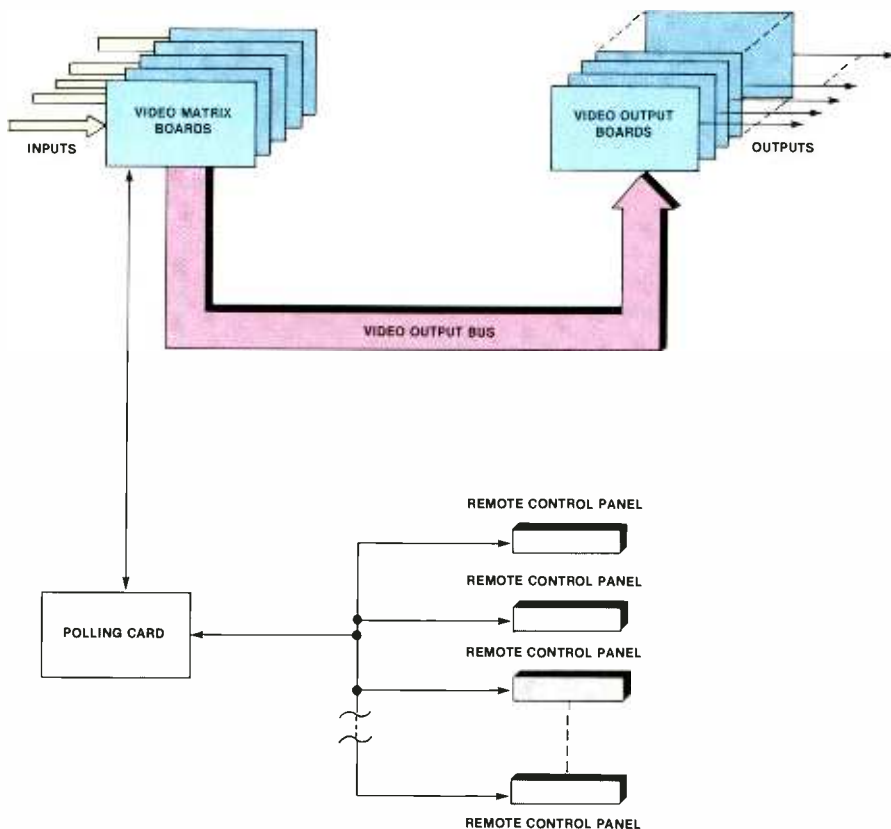 VIDEO MATRIX
BOARDS
INPUTS
VIDEO OUTPUT
BOARDS
OUTPUTS
VIDEO OUTPUT BUS
REMOTE CONTROL PANEL
REMOTE CONTROL PANEL
POLLING CARD
REMOTE CONTROL PANEL
REMOTE CONTROL PANEL